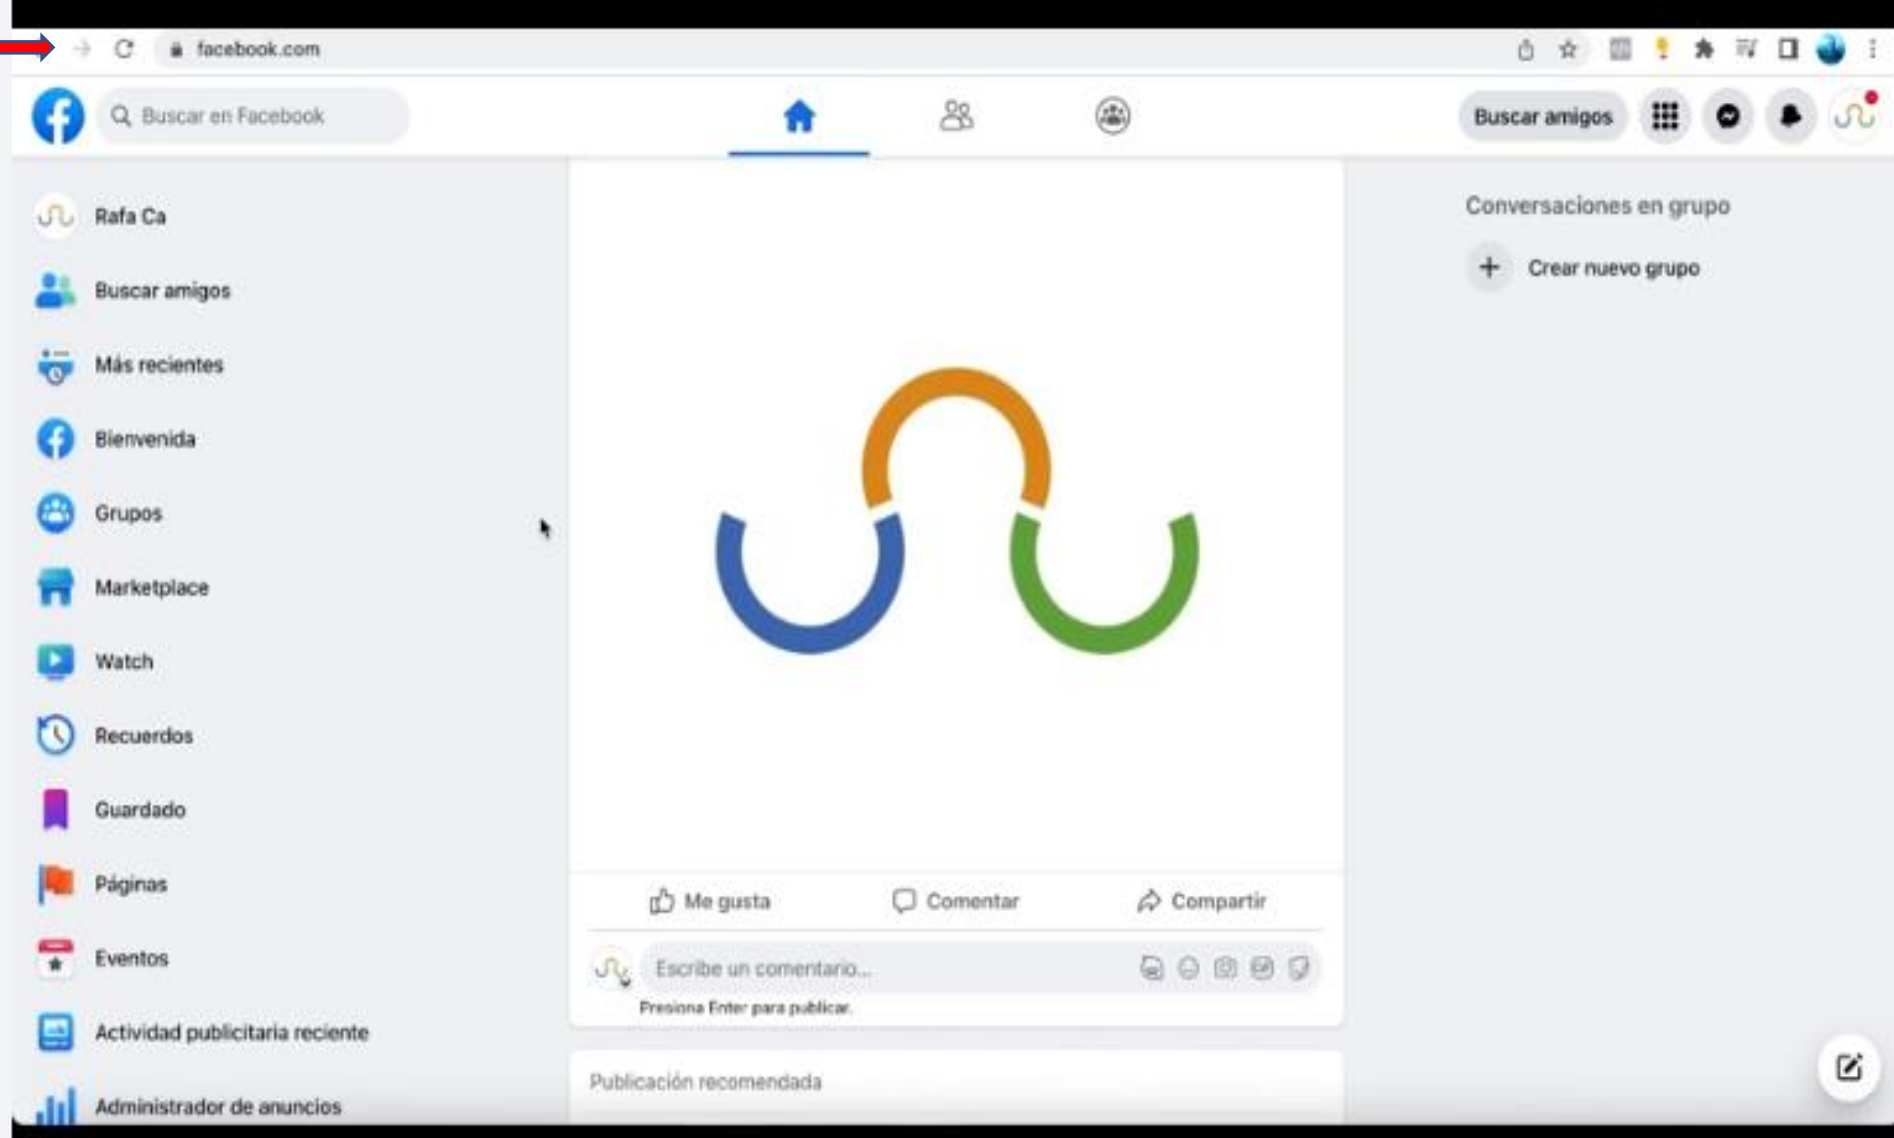 facebook.com
Buscar en Facebook
Buscar amigos
Rafa Ca
Buscar amigos
Más recientes
Bienvenida
Grupos
Marketplace
Watch
Recuerdos
Guardado
Páginas
Eventos
Actividad publicitaria reciente
Administrador de anuncios
Me gusta
Comentar
Compartir
Escribe un comentario...
Presiona Enter para publicar.
Publicación recomendada
Conversaciones en grupo
Crear nuevo grupo